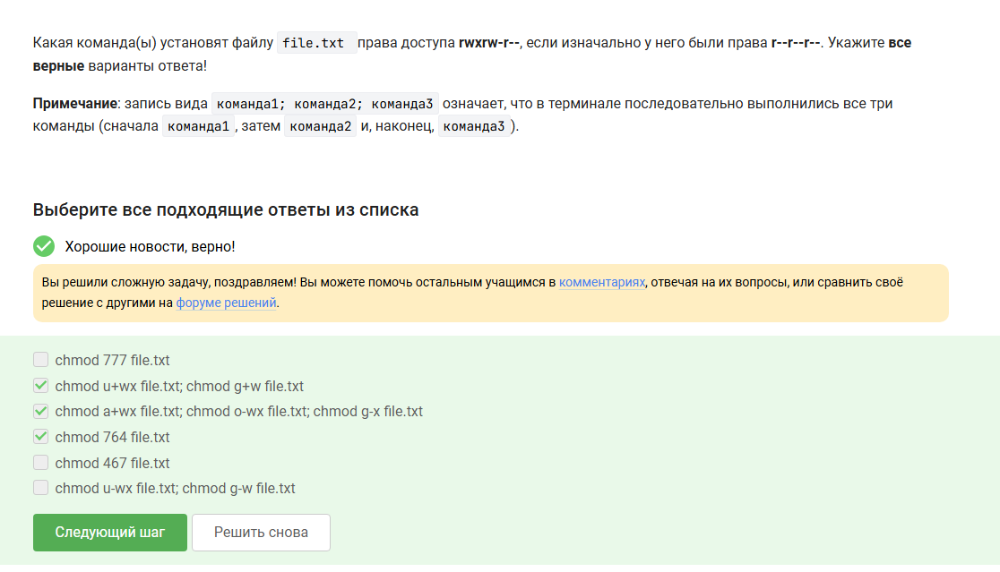 Какая команда(ы) установят файлу file.txt права доступа rwxrw-r--, если изначально у него были права r--r--r--. Укажите все
верные варианты ответа!
Примечание: запись вида команда1; команда2; команда3 означает, что в терминале последовательно выполнились все три
команды (сначала команда1, затем команда2 и, наконец, команда3).
Выберите все подходящие ответы из списка
Хорошие новости, верно!
Вы решили сложную задачу, поздравляем! Вы можете помочь остальным учащимся в комментариях, отвечая на их вопросы, или сравнить своё
решение с другими на форуме решений.
chmod 777 file.txt
chmod u+wx file.txt; chmod g+w file.txt
chmod a+wx file.txt; chmod o-wx file.txt; chmod g-x file.txt
chmod 764 file.txt
chmod 467 file.txt
chmod u-wx file.txt; chmod g-w file.txt
Следующий шаг
Решить снова